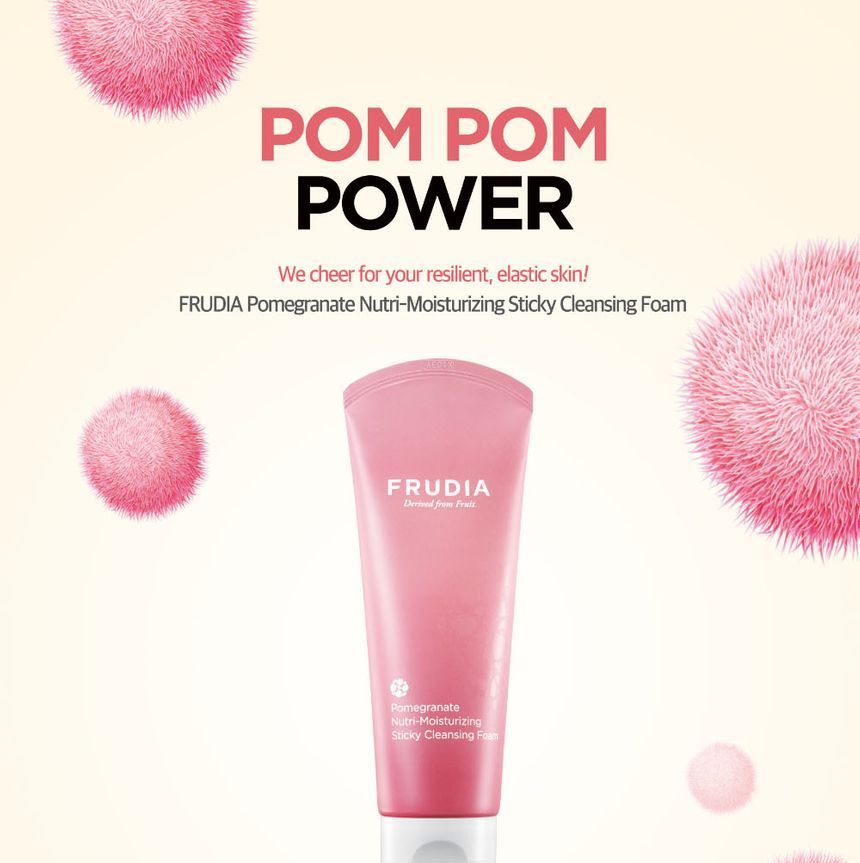 POM POM
POWER
We cheer for your resilient, elastic skin!
FRUDIA Pomegranate Nutri-Moisturizing Sticky Cleansing Foam
FRUDIA
Derived from Fruit.
Pomegranate
Nutri-Moisturizing
Sticky Cleansing Foam